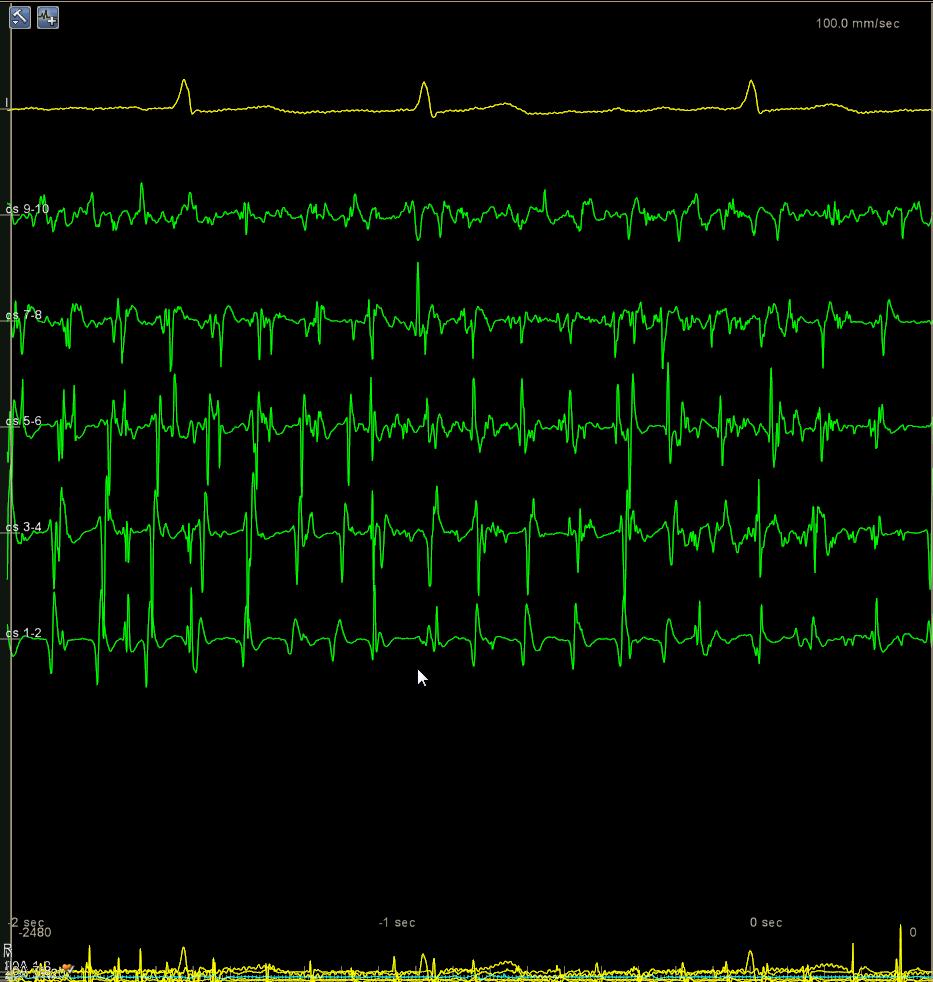 100.0 mm/sec
I
cs 9-10
cs 7-8
cs 5-6
cs 3-4
cs 1-2
-2 sec
-1 sec
0 sec
-2480
0